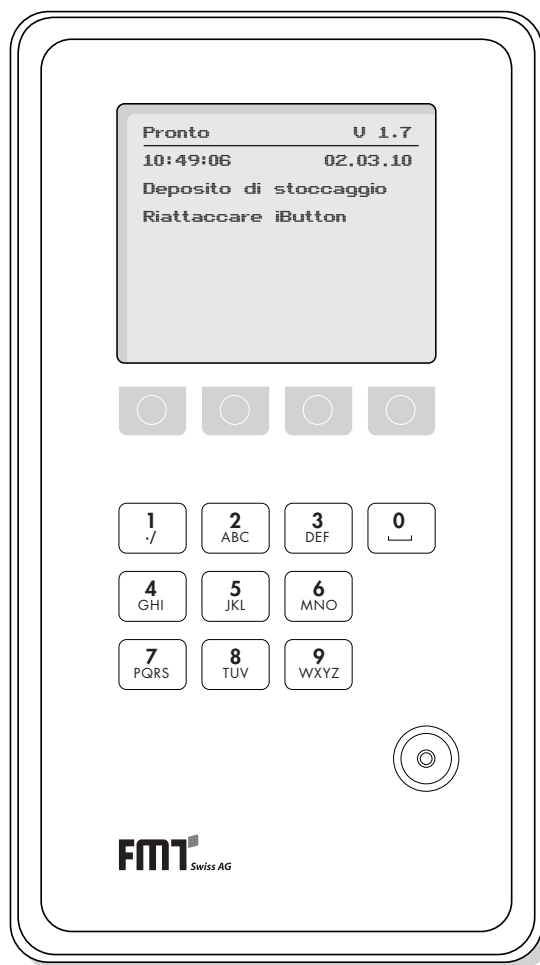 Pronto V 1.7
10:49:06 02.03.10
Deposito di stoccaggio
Riattaccare iButton
1 2 3 0
./ ABC DEF
4 5 6
GHI JKL MNO
7 8 9
PQRS TUV WXYZ
FMT Swiss AG